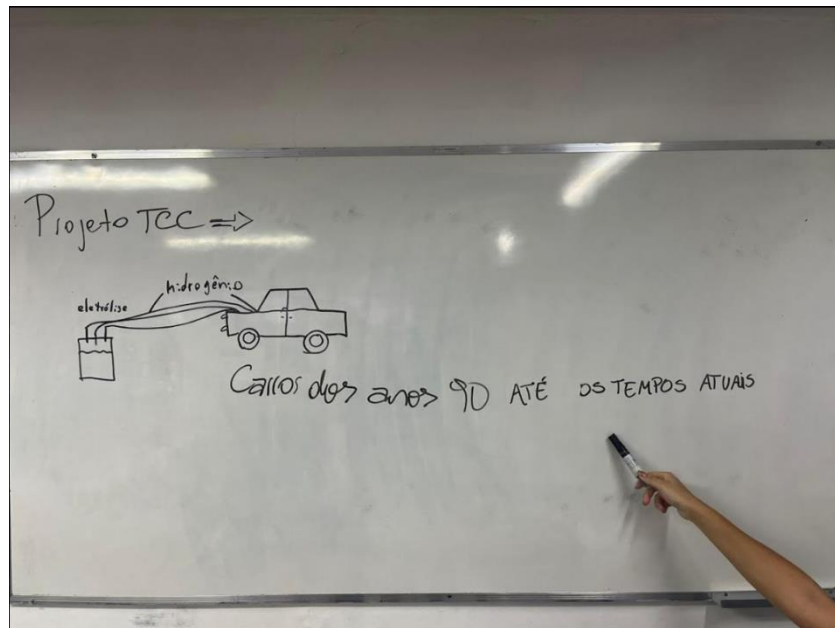 Projeto TCC =>
hidrogênio
eletrólise
Carros dos anos 90 ATÉ OS TEMPOS ATUAIS